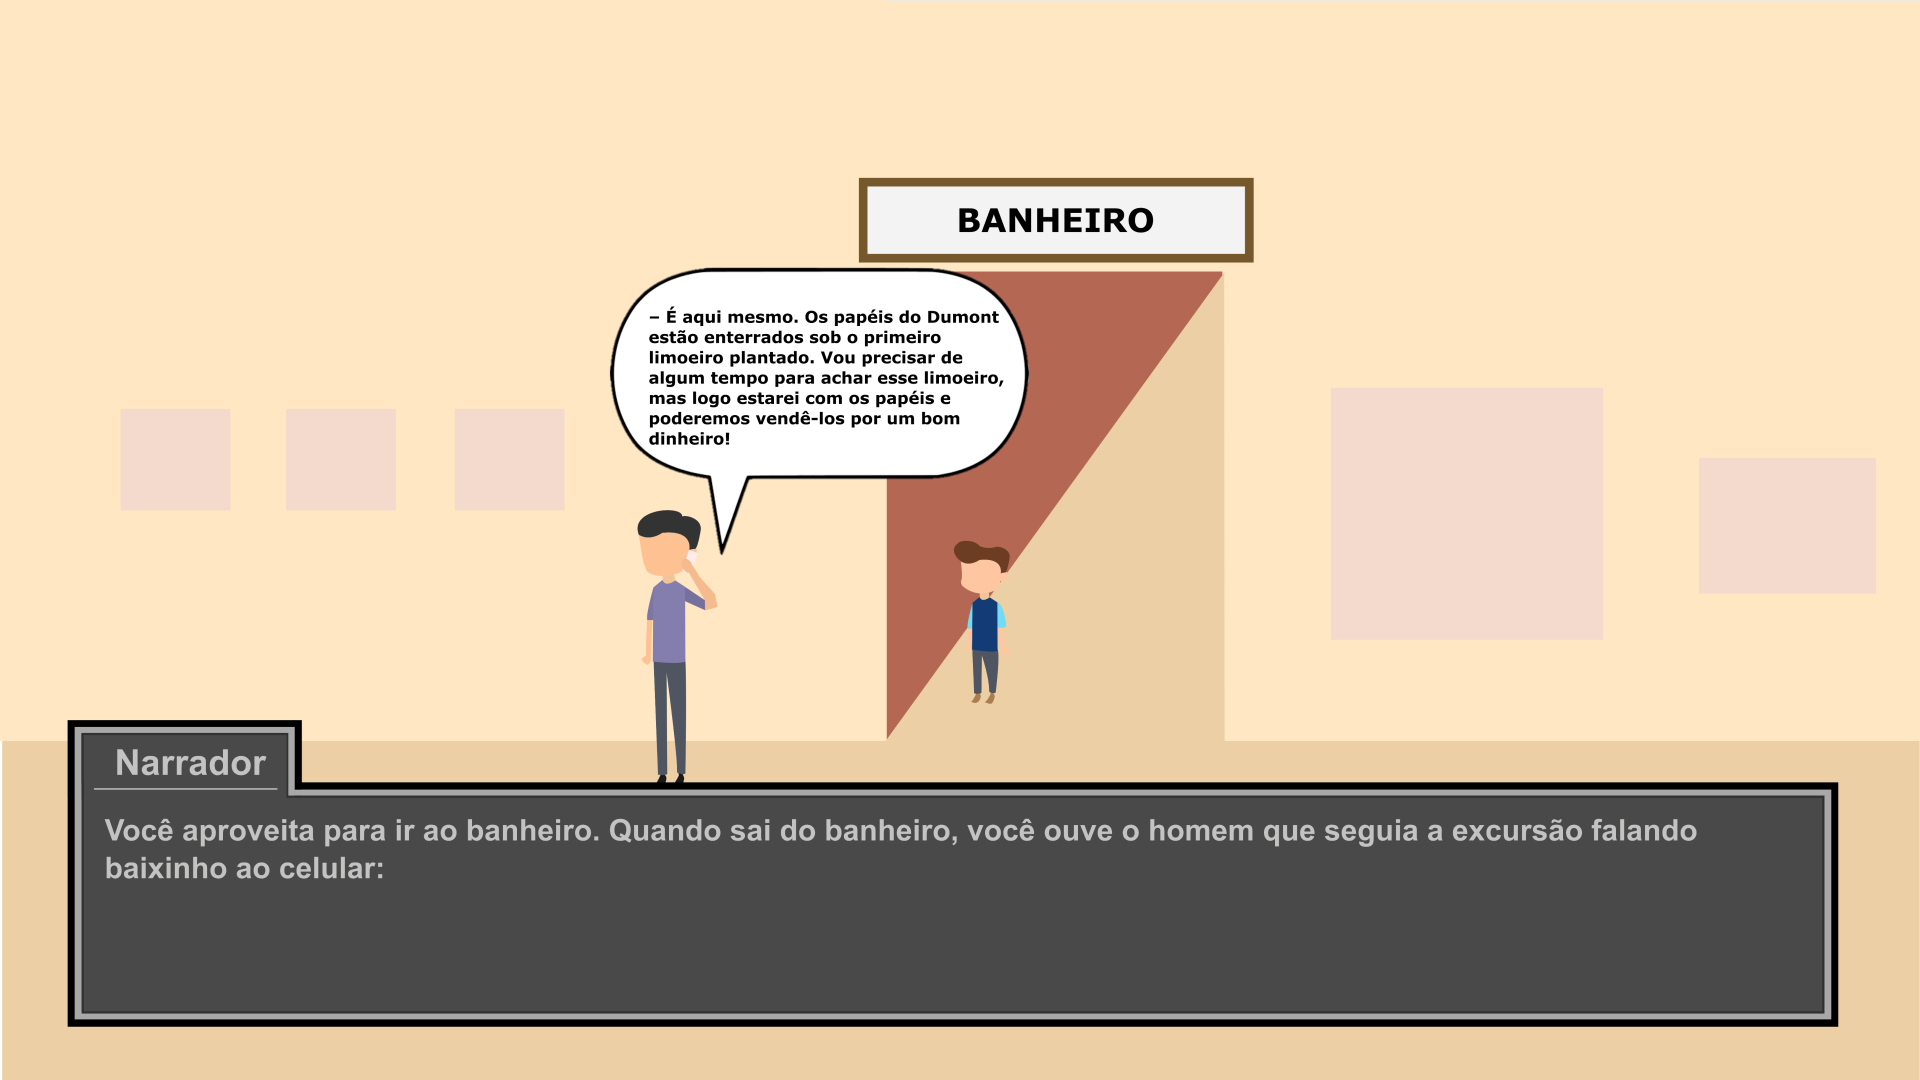 BANHEIRO
– É aqui mesmo. Os papéis do Dumont
estão enterrados sob o primeiro
limoeiro plantado. Vou precisar de
algum tempo para achar esse limoeiro,
mas logo estarei com os papéis e
poderemos vendê-los por um bom
dinheiro!
Narrador
Você aproveita para ir ao banheiro. Quando sai do banheiro, você ouve o homem que seguia a excursão falando
baixinho ao celular: